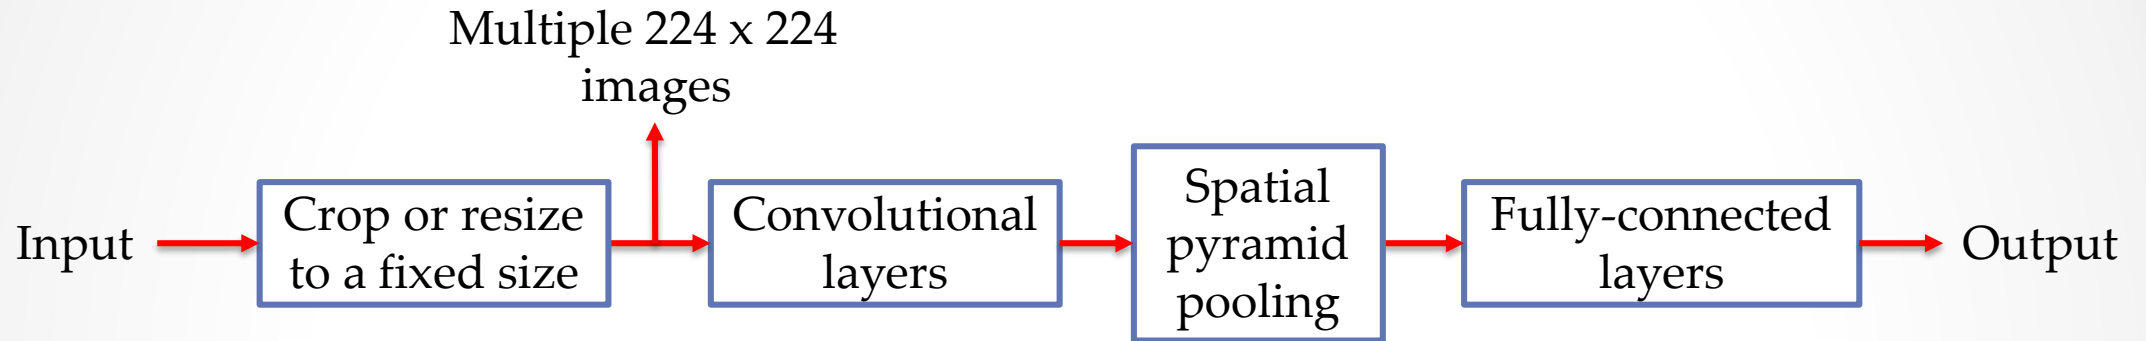 Multiple 224 x 224
images
Input
Crop or resize
to a fixed size
Convolutional
layers
Spatial
pyramid
pooling
Fully-connected
layers
Output